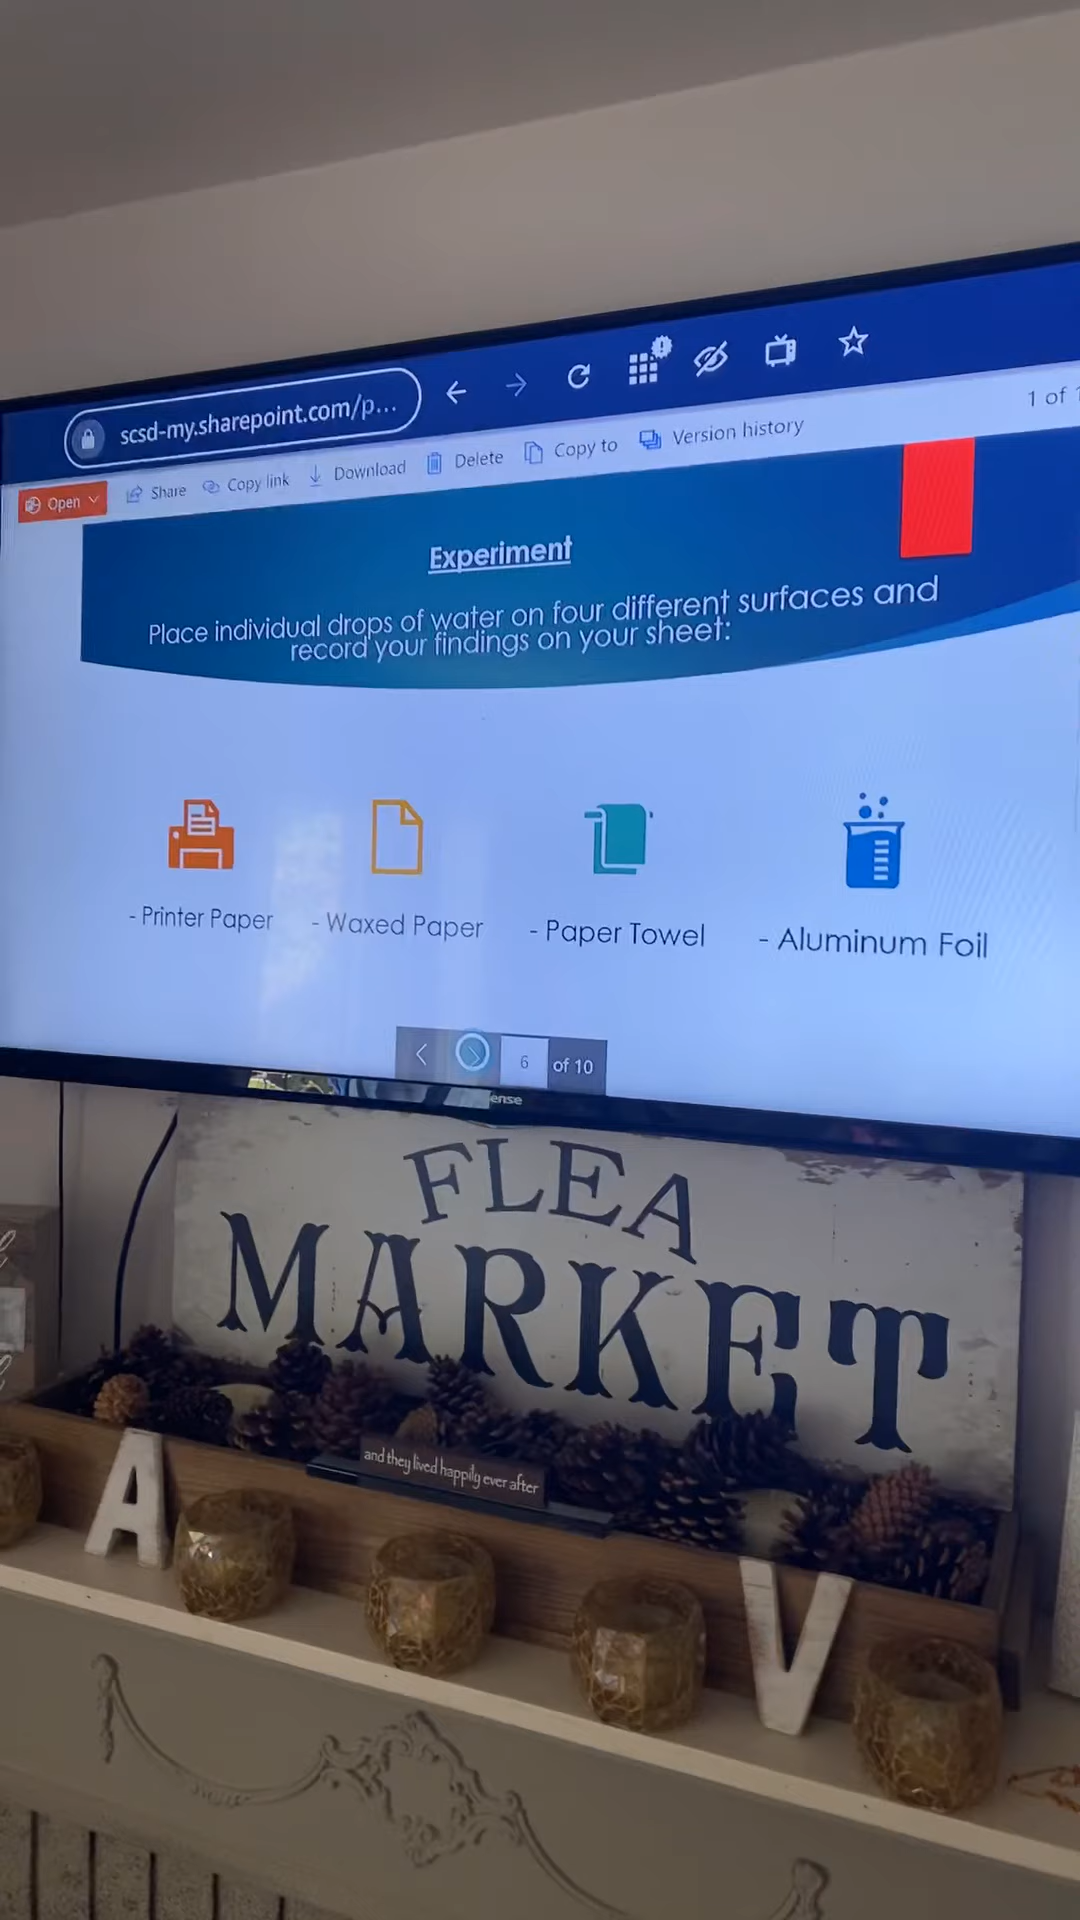 scsd-my.sharepoint.com/p...
1 of 1
Open
Share
Copy link
Download
Delete
Copy to
Version history
Experiment
Place individual drops of water on four different surfaces and
record your findings on your sheet:
- Printer Paper
- Waxed Paper
- Paper Towel
- Aluminum Foil
6 of 10
ense
FLEA
MARKET
and they lived happily ever after
A
V